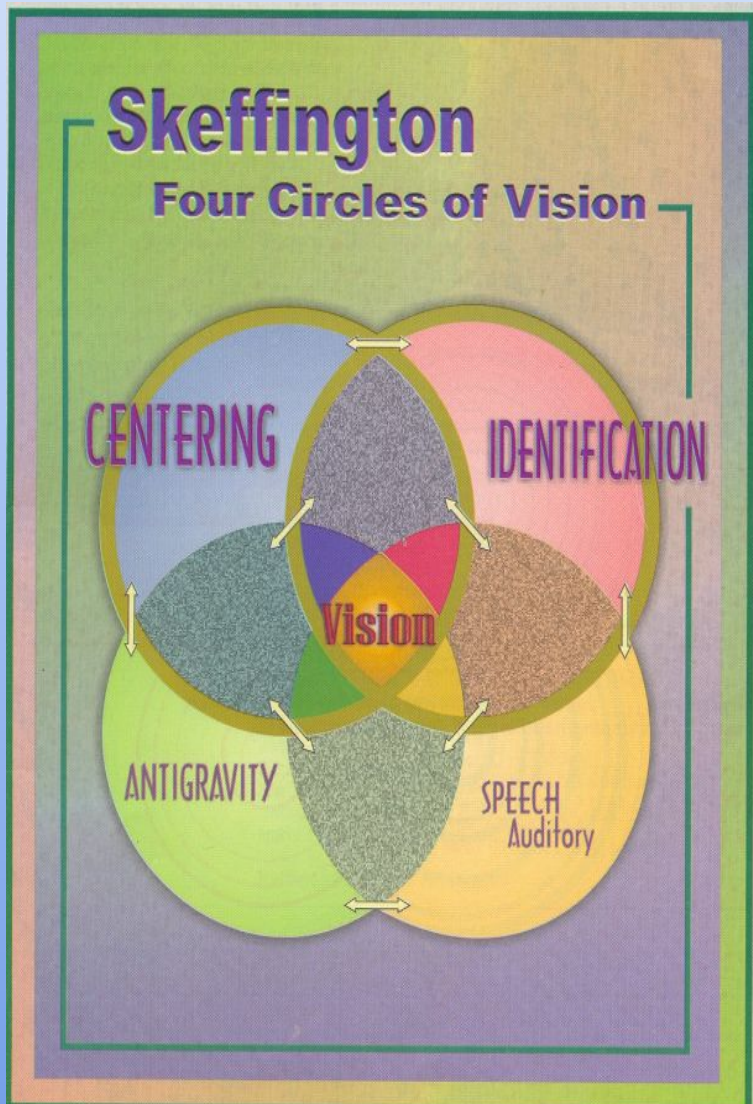 Skeffington
Four Circles of Vision
CENTERING
IDENTIFICATION
Vision
ANTIGRAVITY
SPEECH
Auditory